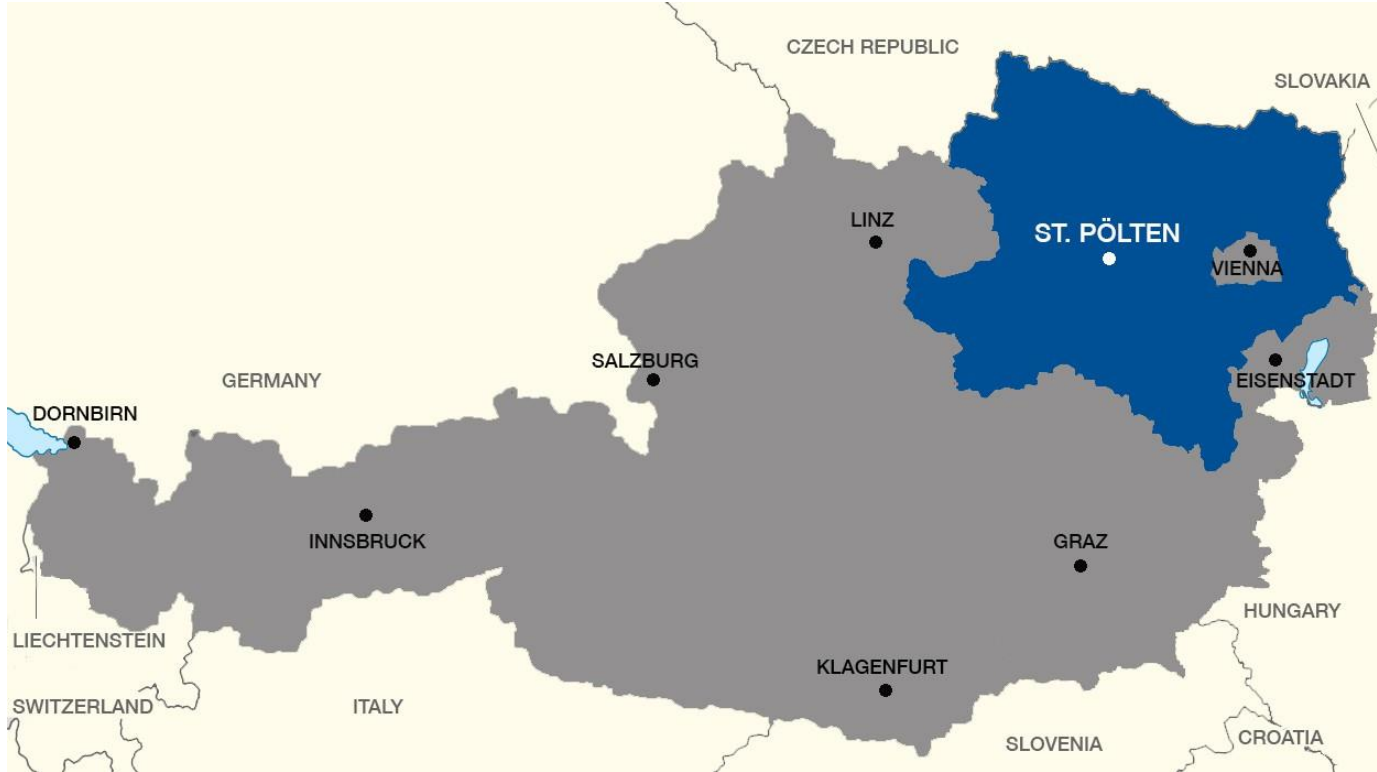 CZECH REPUBLIC
SLOVAKIA
LINZ
ST. PÖLTEN
VIENNA
SALZBURG
GERMANY
EISENSTADT
DORNBIRN
INNSBRUCK
GRAZ
HUNGARY
LIECHTENSTEIN
KLAGENFURT
SWITZERLAND
ITALY
SLOVENIA
CROATIA